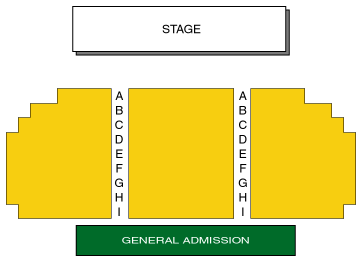 STAGE
A A
B B
C C
D D
E E
F F
G G
H H
I I
GENERAL ADMISSION